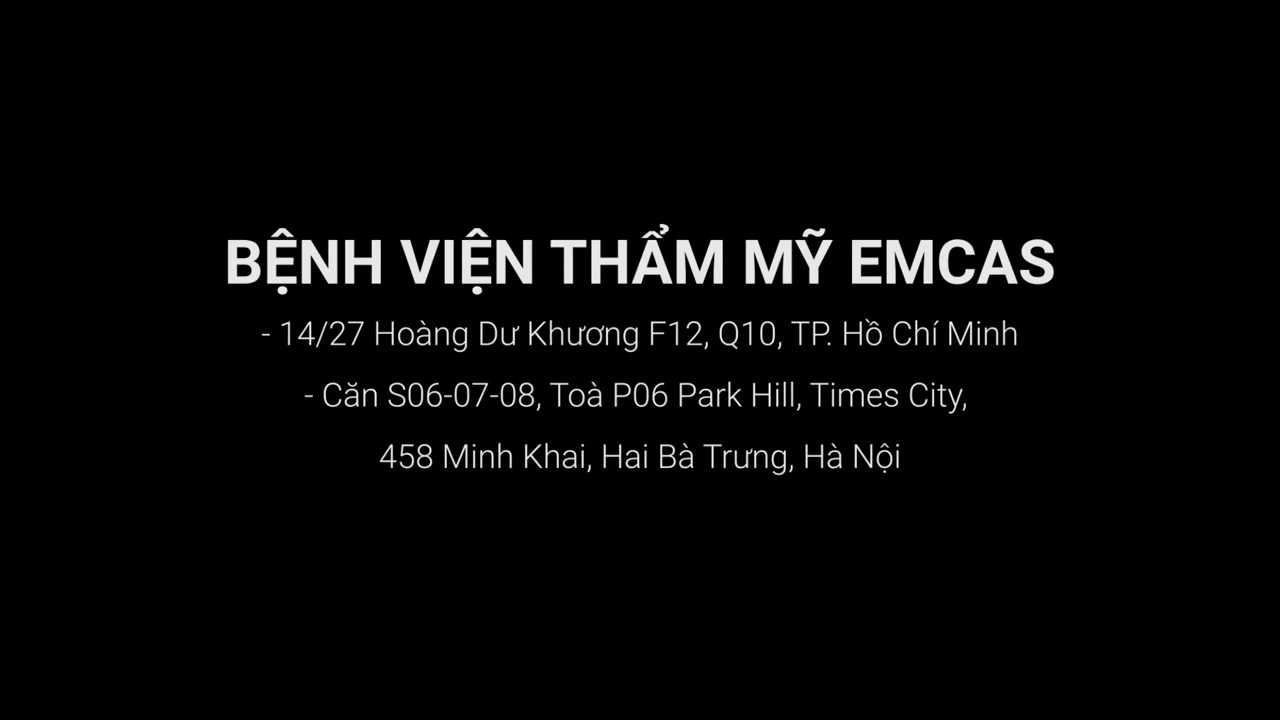 BỆNH VIỆN THẨM MỸ EMCAS
- 14/27 Hoàng Dư Khương F12, Q10, TP. Hồ Chí Minh
- Căn S06-07-08, Toà P06 Park Hill, Times City,
458 Minh Khai, Hai Bà Trưng, Hà Nội